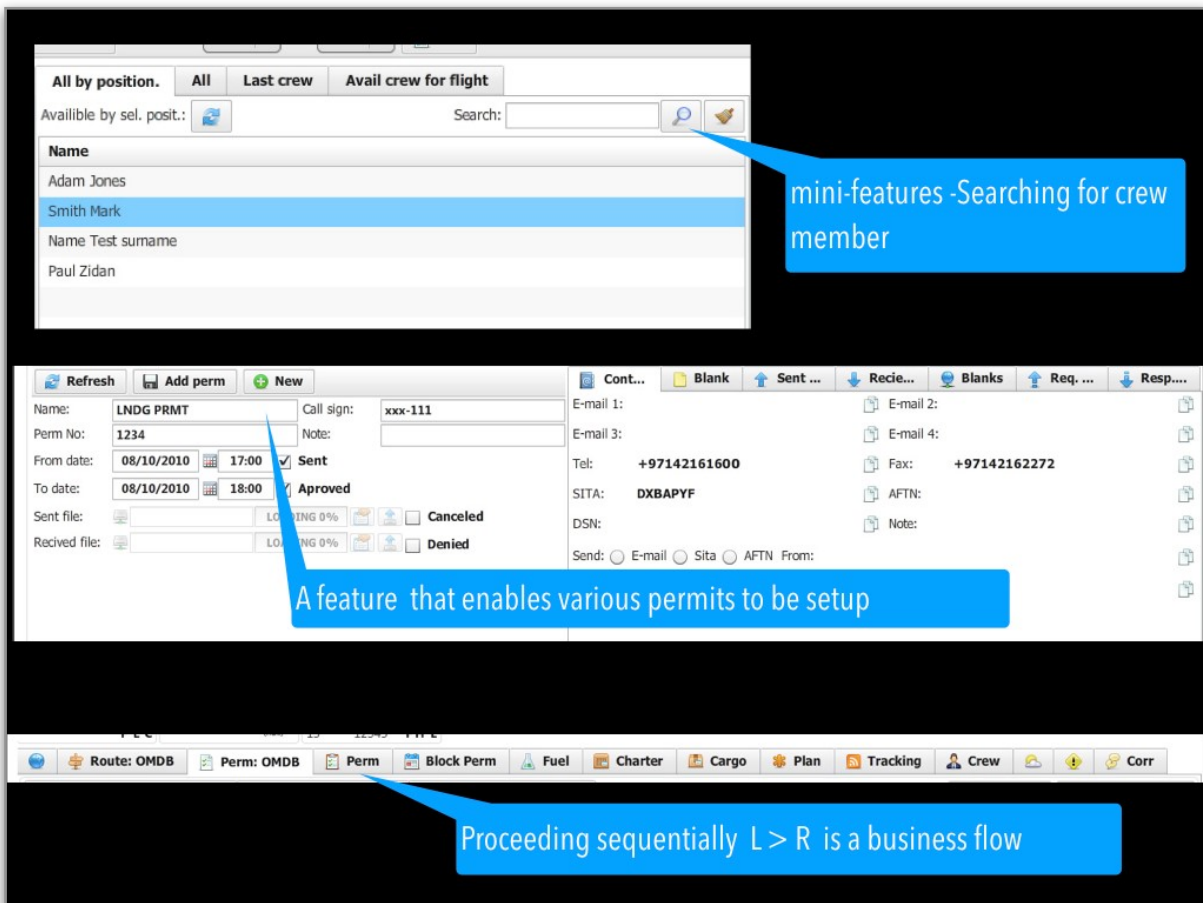 All by position. All Last crew Avail crew for flight
Availible by sel. posit.: Search:
Name
Adam Jones
Smith Mark
Name Test surname
Paul Zidan
mini-features -Searching for crew
member
Refresh Add perm New
Name: LNDG PRMT Call sign: xxx-111
Perm No: 1234 Note:
From date: 08/10/2010 17:00 Sent
To date: 08/10/2010 18:00 Aproved
Sent file: LOADING 0% Canceled
Recived file: LOADING 0% Denied
Cont... Blank Sent ... Recie... Blanks Req. ... Resp....
E-mail 1: E-mail 2:
E-mail 3: E-mail 4:
Tel: +97142161600 Fax: +97142162272
SITA: DXBAPYF AFTN:
DSN: Note:
Send: E-mail Sita AFTN From:
A feature that enables various permits to be setup
Route: OMDB Perm: OMDB Perm Block Perm Fuel Charter Cargo Plan Tracking Crew Corr
Proceeding sequentially L > R is a business flow